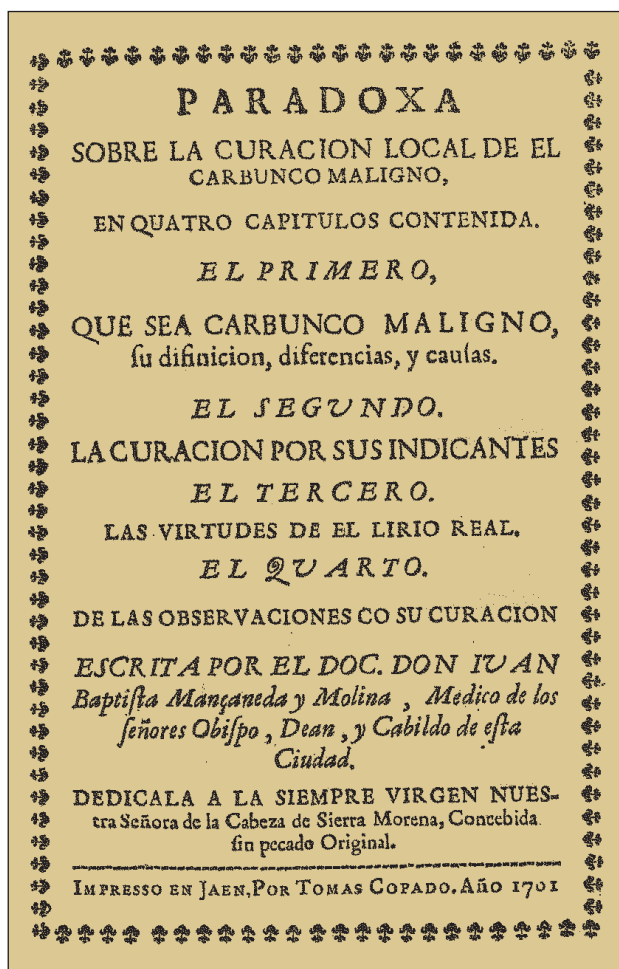 PARADOXA
SOBRE LA CURACION LOCAL DE EL
CARBUNCO MALIGNO,
EN QUATRO CAPITULOS CONTENIDA.
EL PRIMERO,
QUE SEA CARBUNCO MALIGNO,
ſu difinicion, diferencias, y cauſas.
EL SEGUNDO.
LA CURACION POR SUS INDICANTES
EL TERCERO.
LAS VIRTUDES DE EL LIRIO REAL.
EL QVARTO.
DE LAS OBSERVACIONES CO SU CURACION
ESCRITA POR EL DOC. DON IVAN
Baptiſta Mançaneda y Molina , Medico de los
ſeñores Obiſpo , Dean , y Cabildo de eſta
Ciudad.
DEDICALA A LA SIEMPRE VIRGEN NUES-
tra Señora de la Cabeza de Sierra Morena, Concebida
ſin pecado Original.
IMPRESSO EN JAEN, POR TOMAS COPADO. Año 1701